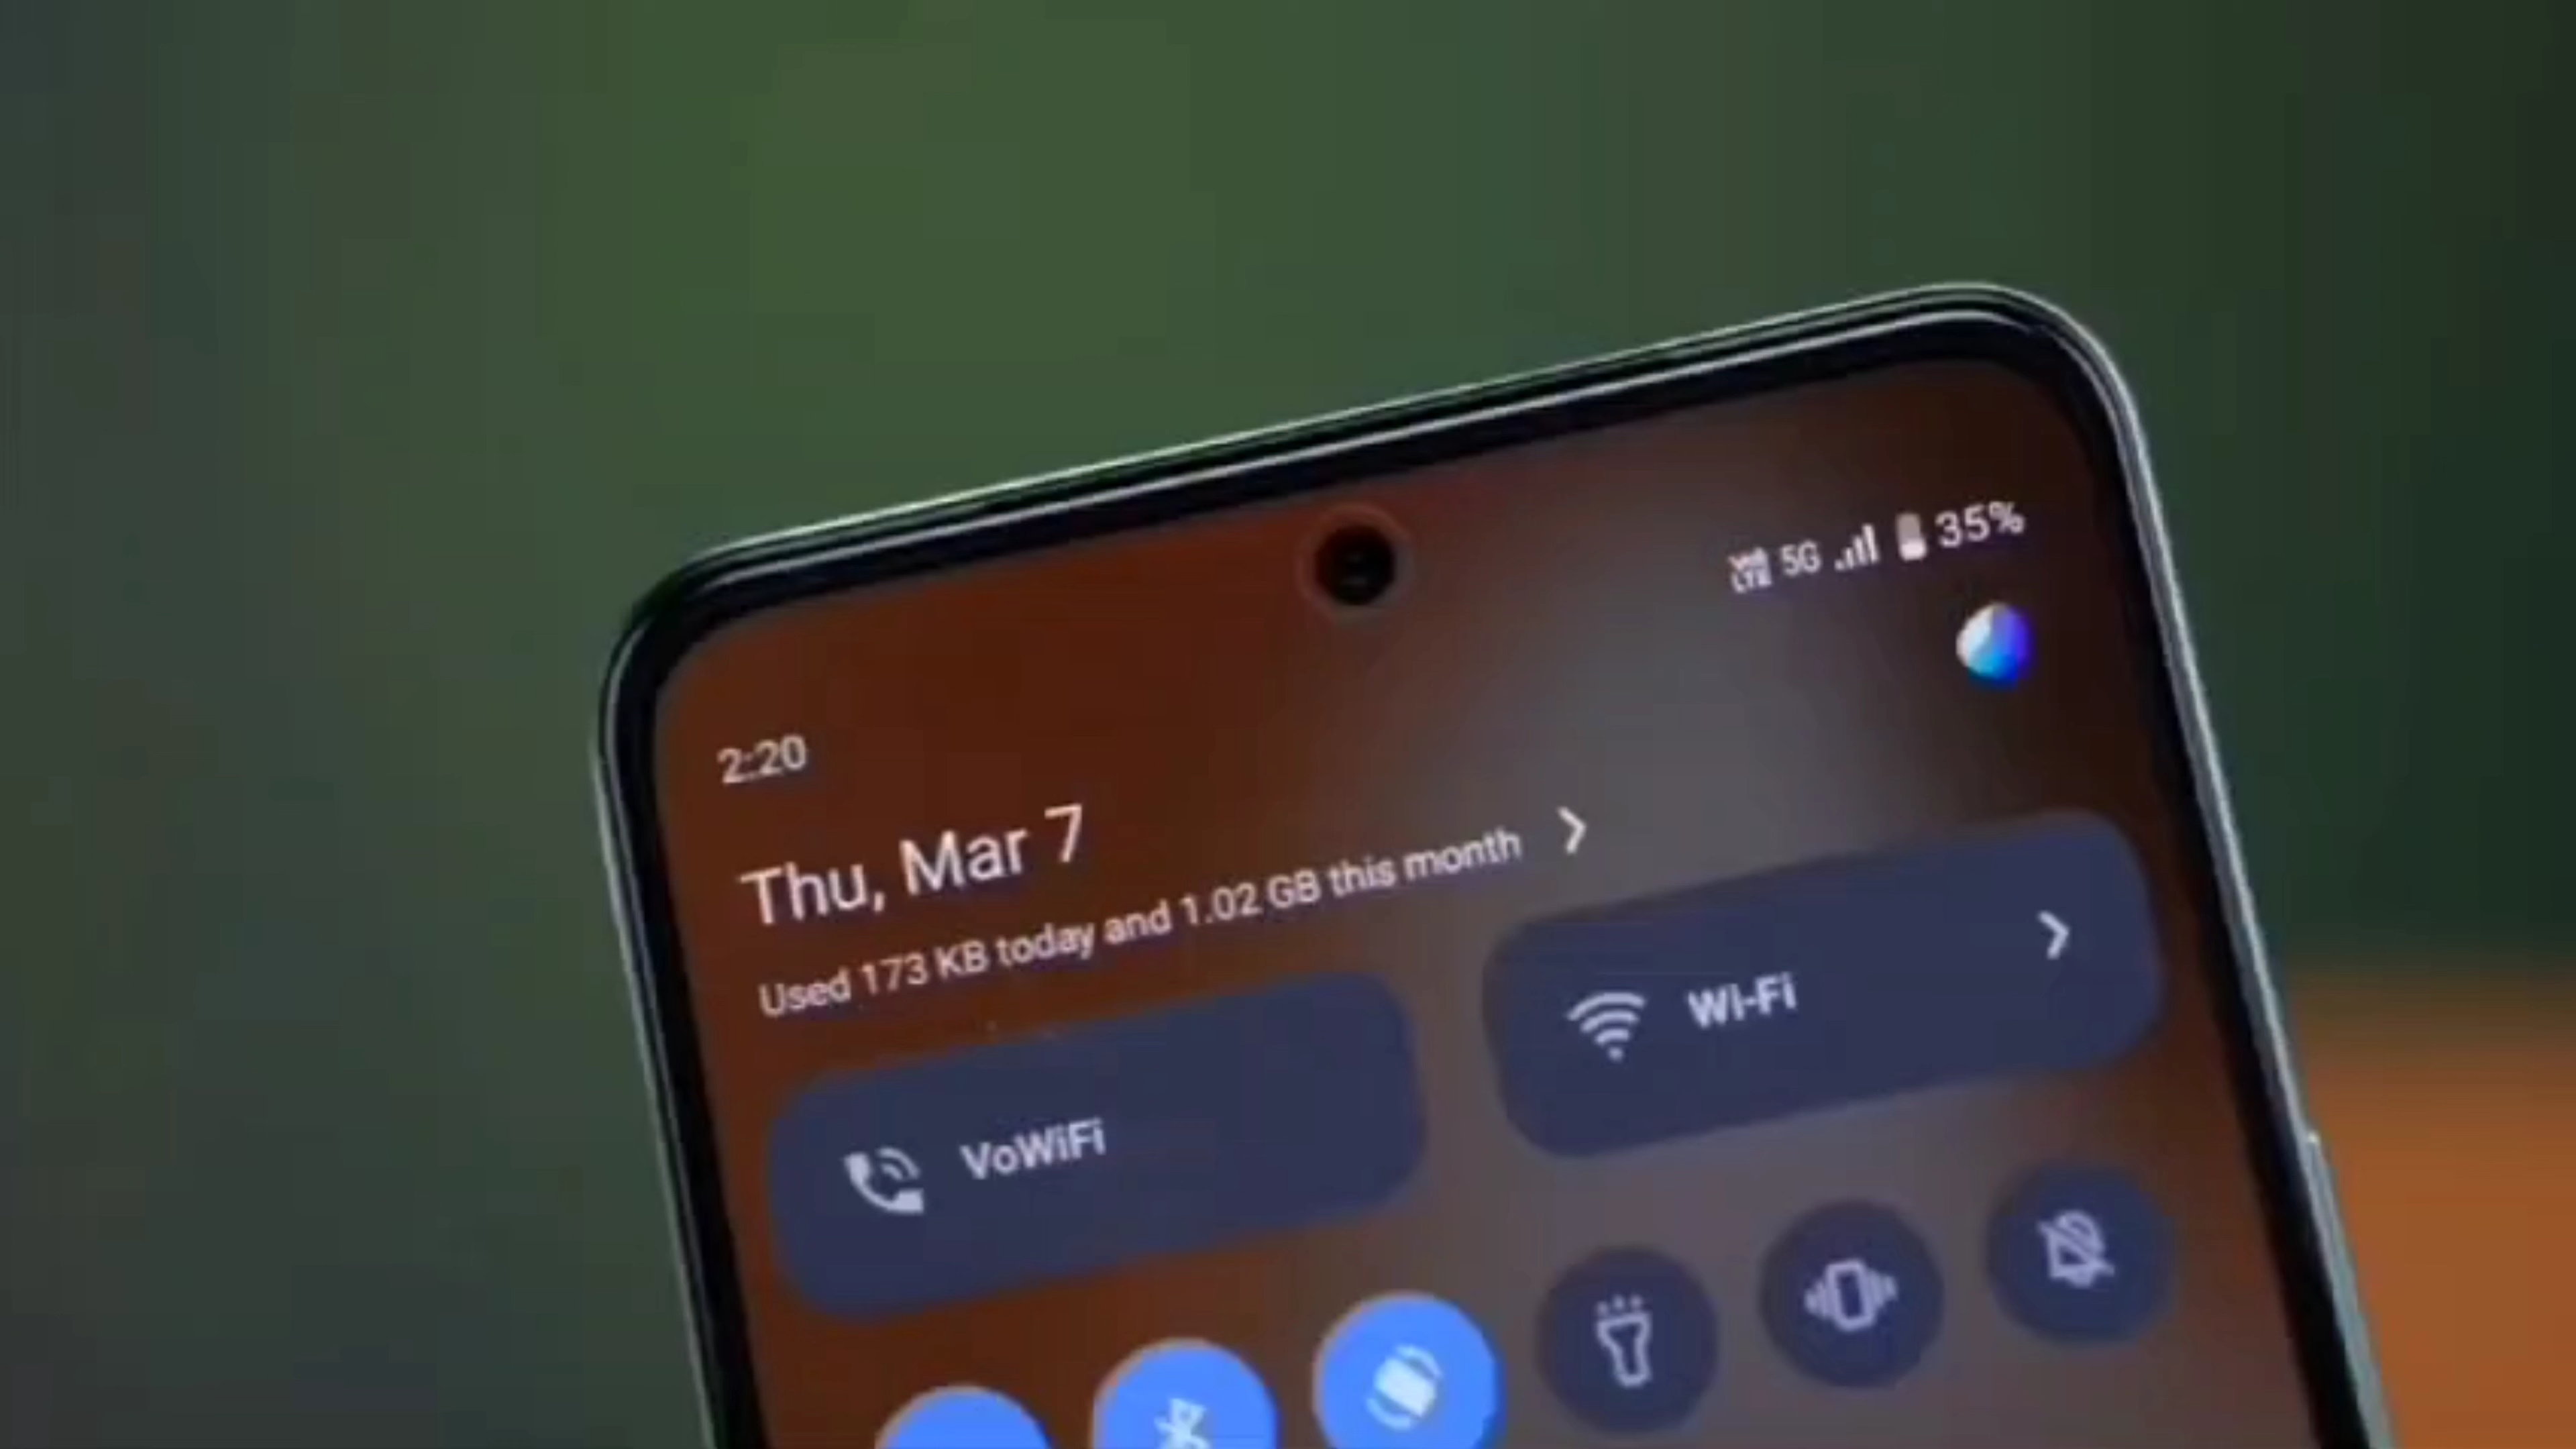 VoLTE 5G 35%
2:20
Thu, Mar 7
Used 173 KB today and 1.02 GB this month
VoWiFi
Wi-Fi